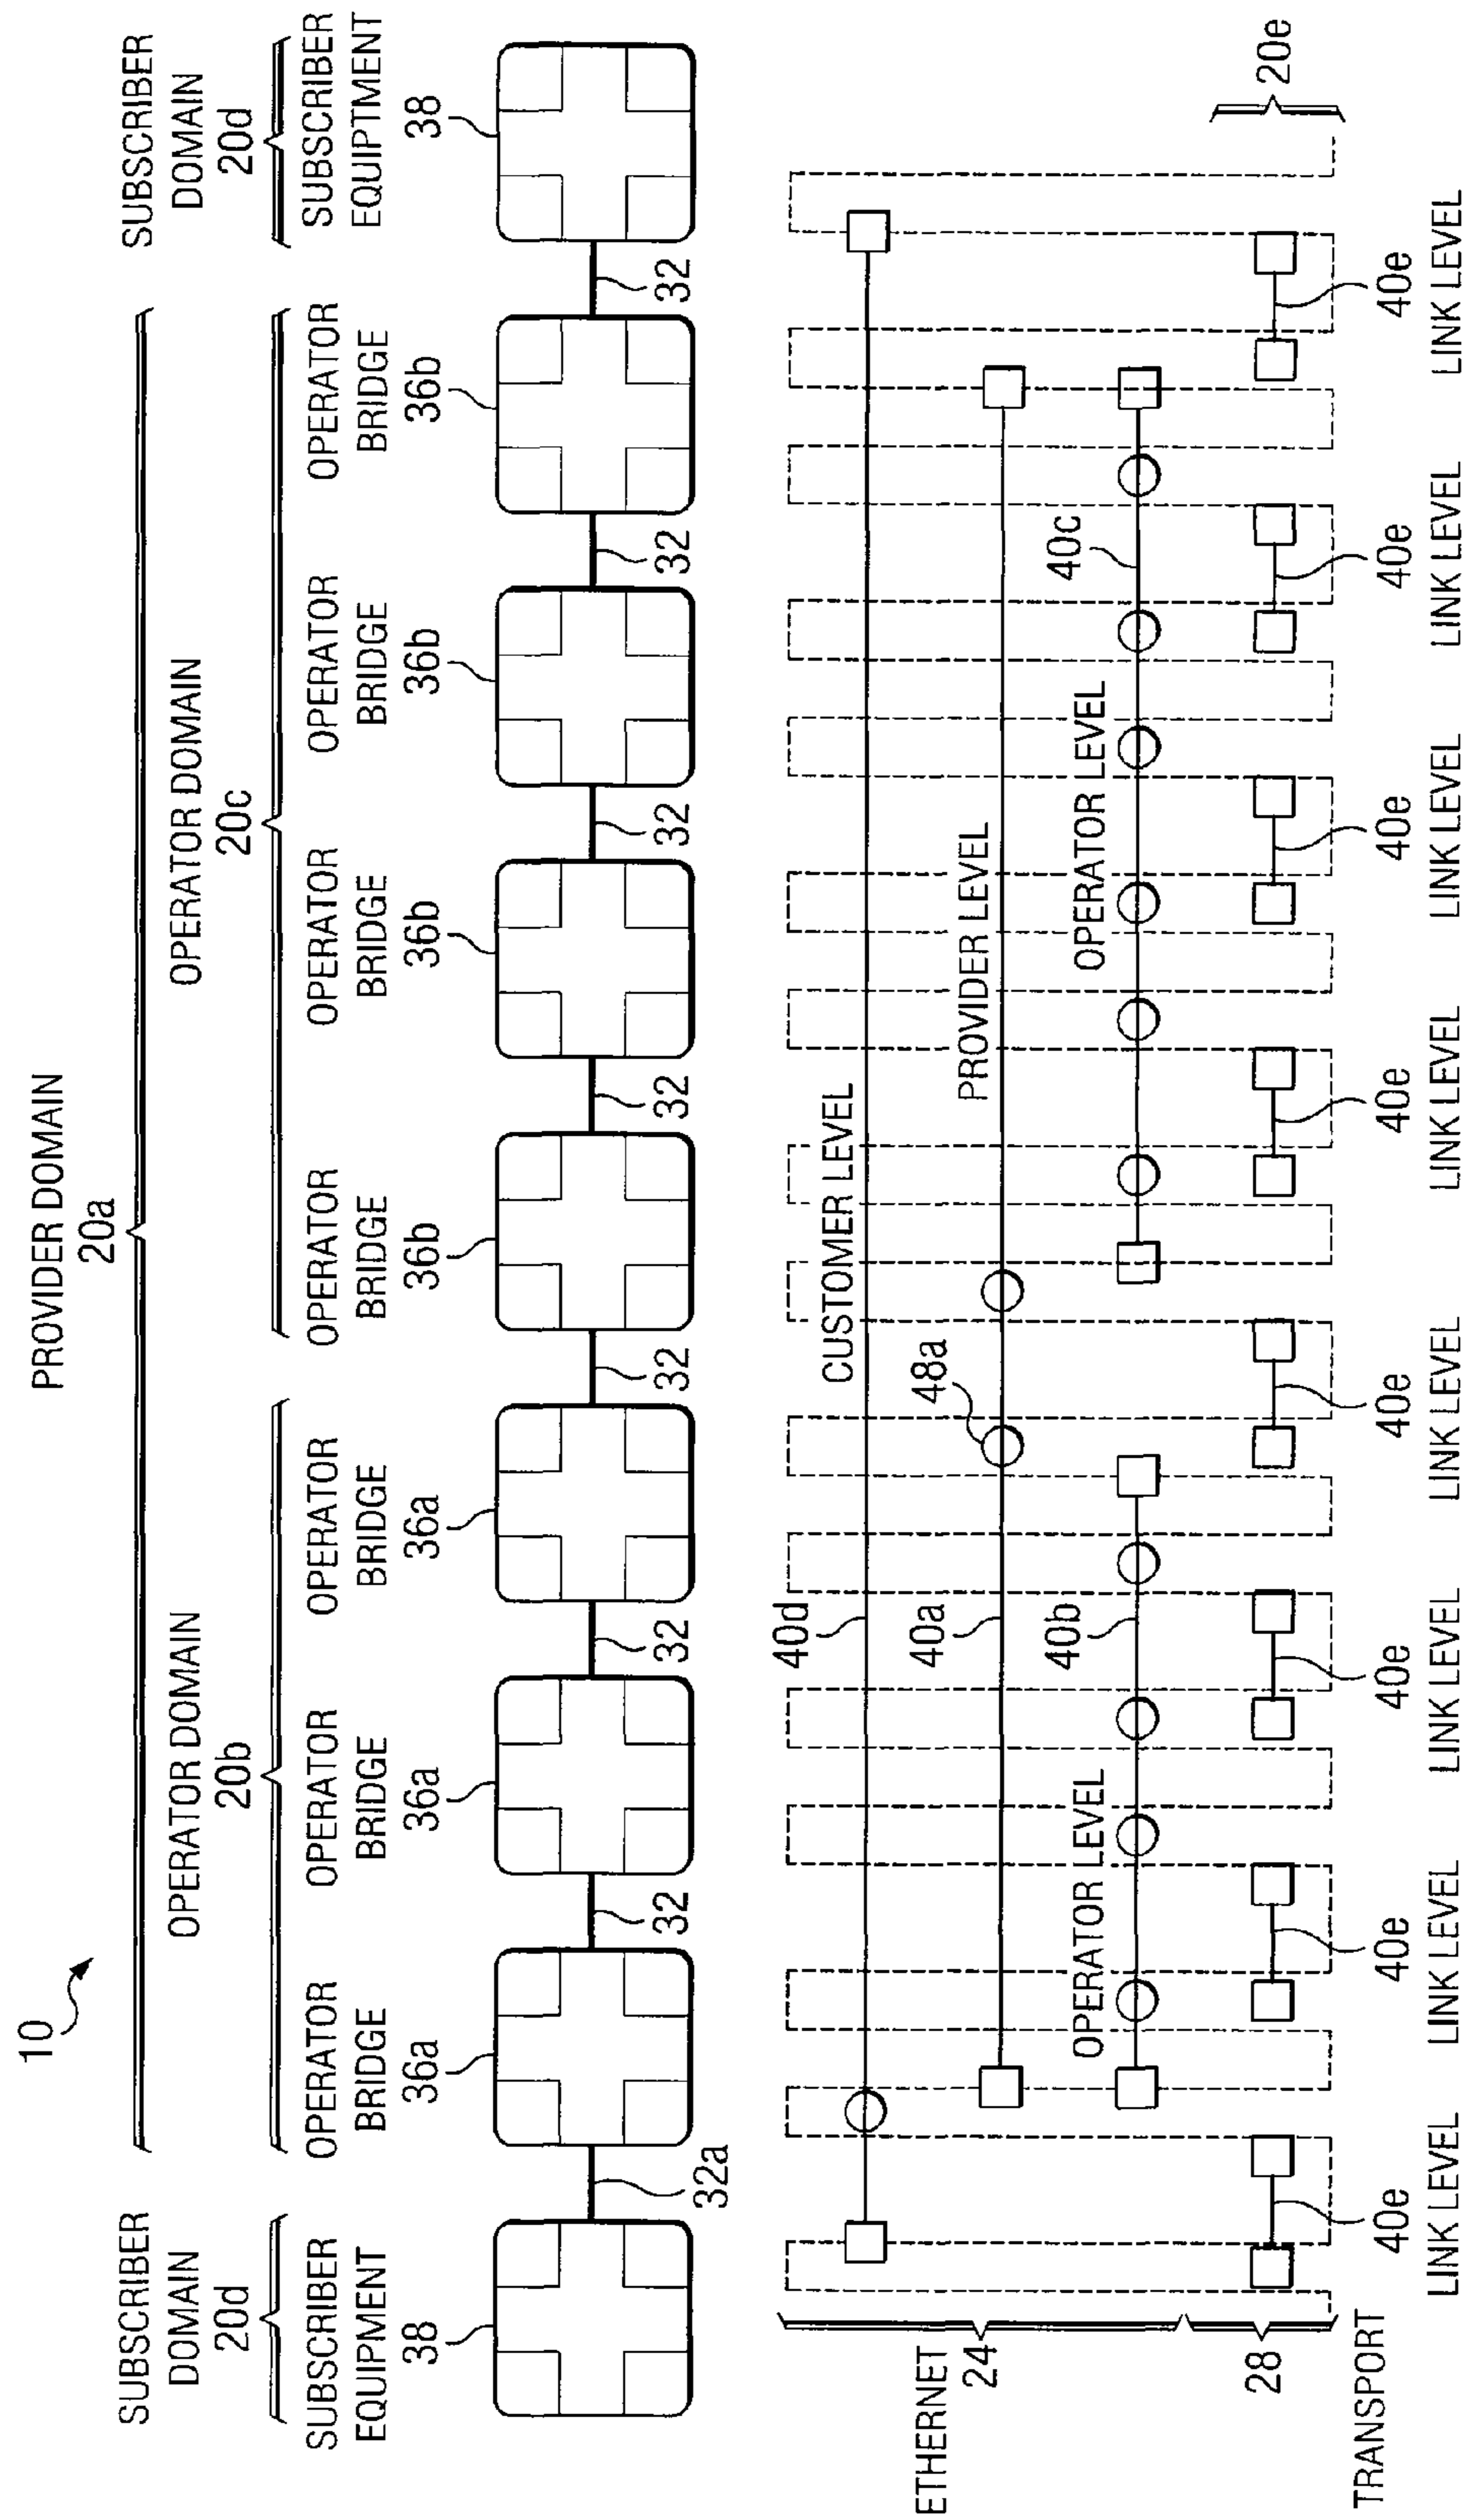 10
PROVIDER DOMAIN
20a
SUBSCRIBER
DOMAIN
20d
OPERATOR DOMAIN
20b
OPERATOR DOMAIN
20c
SUBSCRIBER
DOMAIN
20d
SUBSCRIBER
EQUIPMENT
38
OPERATOR
BRIDGE
36a
OPERATOR
BRIDGE
36a
OPERATOR
BRIDGE
36a
OPERATOR
BRIDGE
36b
OPERATOR
BRIDGE
36b
OPERATOR
BRIDGE
36b
OPERATOR
BRIDGE
36b
SUBSCRIBER
EQUIPTMENT
38
32a
32
32
32
32
32
32
32
40d
CUSTOMER LEVEL
40a
48a
PROVIDER LEVEL
OPERATOR LEVEL
40b
OPERATOR LEVEL
40c
ETHERNET
24
28
TRANSPORT
20e
40e
40e
40e
40e
40e
40e
40e
40e
LINK LEVEL
LINK LEVEL
LINK LEVEL
LINK LEVEL
LINK LEVEL
LINK LEVEL
LINK LEVEL
LINK LEVEL